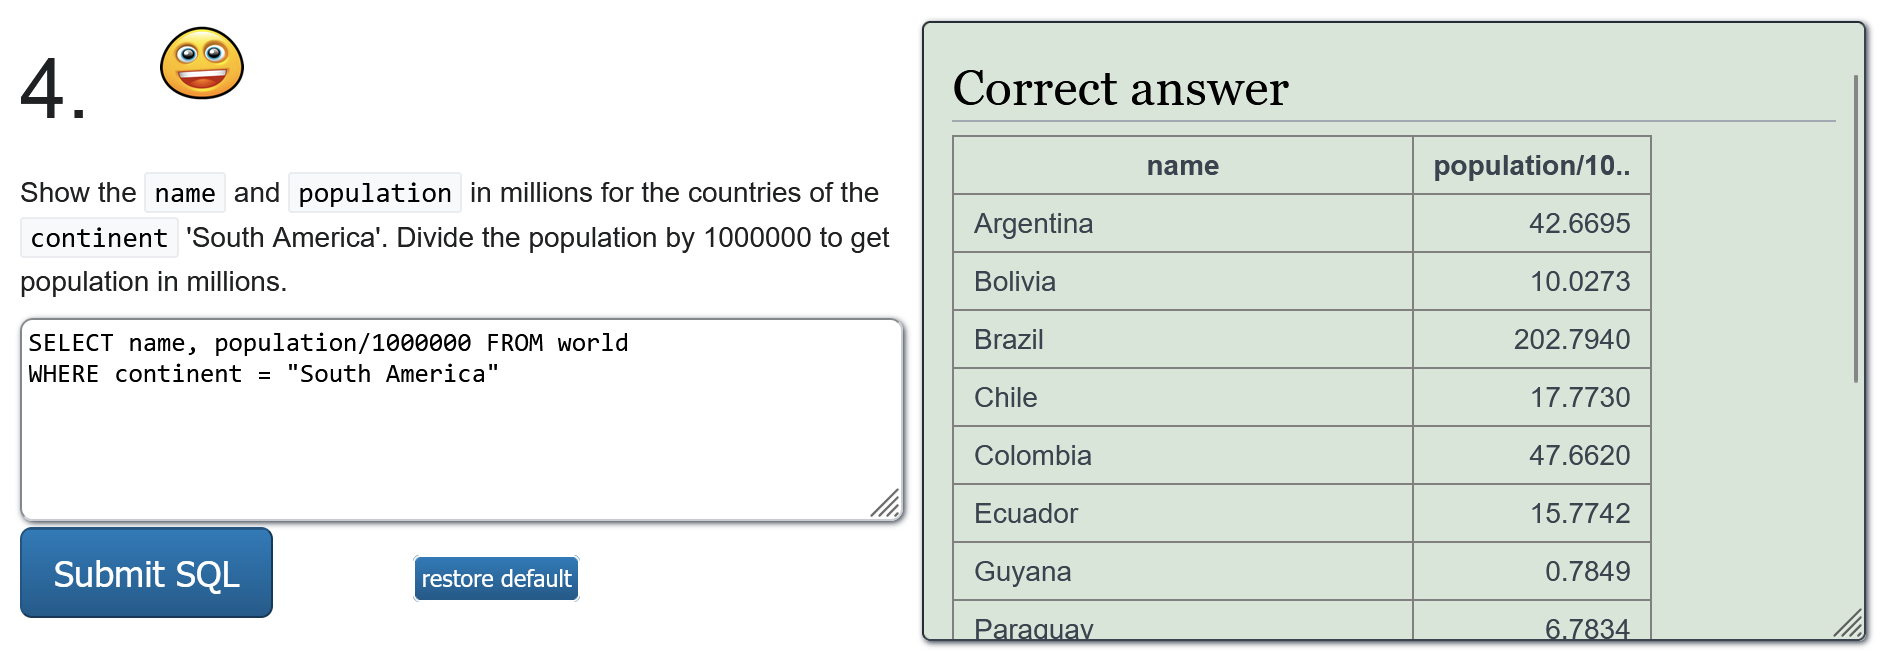 4.
Show the name and population in millions for the countries of the
continent 'South America'. Divide the population by 1000000 to get
population in millions.
SELECT name, population/1000000 FROM world
WHERE continent = "South America"
Submit SQL
restore default
Correct answer
name population/10..
Argentina 42.6695
Bolivia 10.0273
Brazil 202.7940
Chile 17.7730
Colombia 47.6620
Ecuador 15.7742
Guyana 0.7849
Paraguay 6.7834